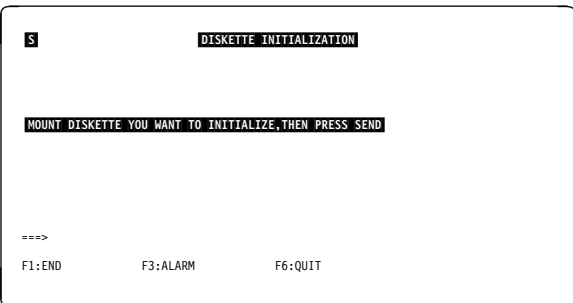 S DISKETTE INITIALIZATION
MOUNT DISKETTE YOU WANT TO INITIALIZE,THEN PRESS SEND
===>
F1:END F3:ALARM F6:QUIT